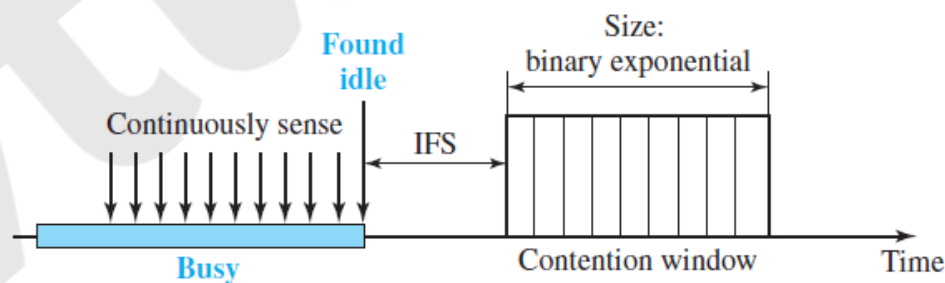 Size:
binary exponential
Found
idle
Continuously sense
IFS
Busy
Contention window
Time